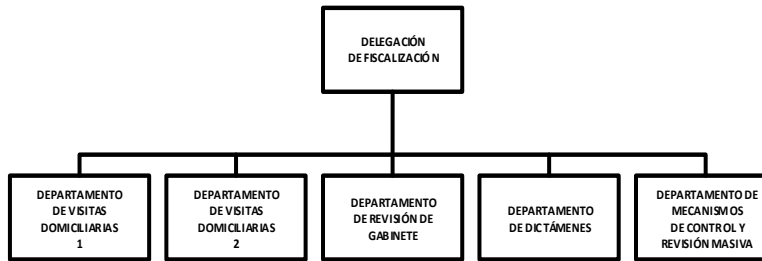 DELEGACIÓN
DE FISCALIZACIÓN
DEPARTAMENTO
DE VISITAS
DOMICILIARIAS
1
DEPARTAMENTO
DE VISITAS
DOMICILIARIAS
2
DEPARTAMENTO
DE REVISIÓN DE
GABINETE
DEPARTAMENTO
DE DICTÁMENES
DEPARTAMENTO DE
MECANISMOS
DE CONTROL Y
REVISIÓN MASIVA